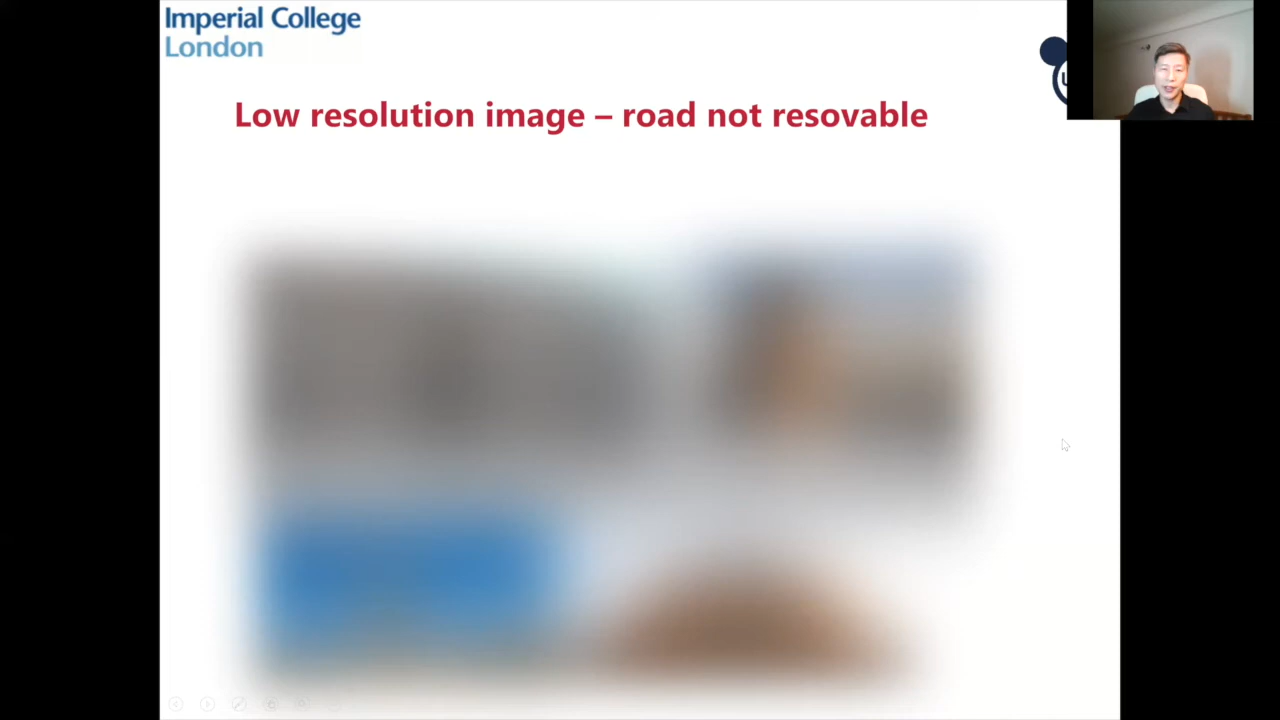 Imperial College
London
Low resolution image – road not resovable